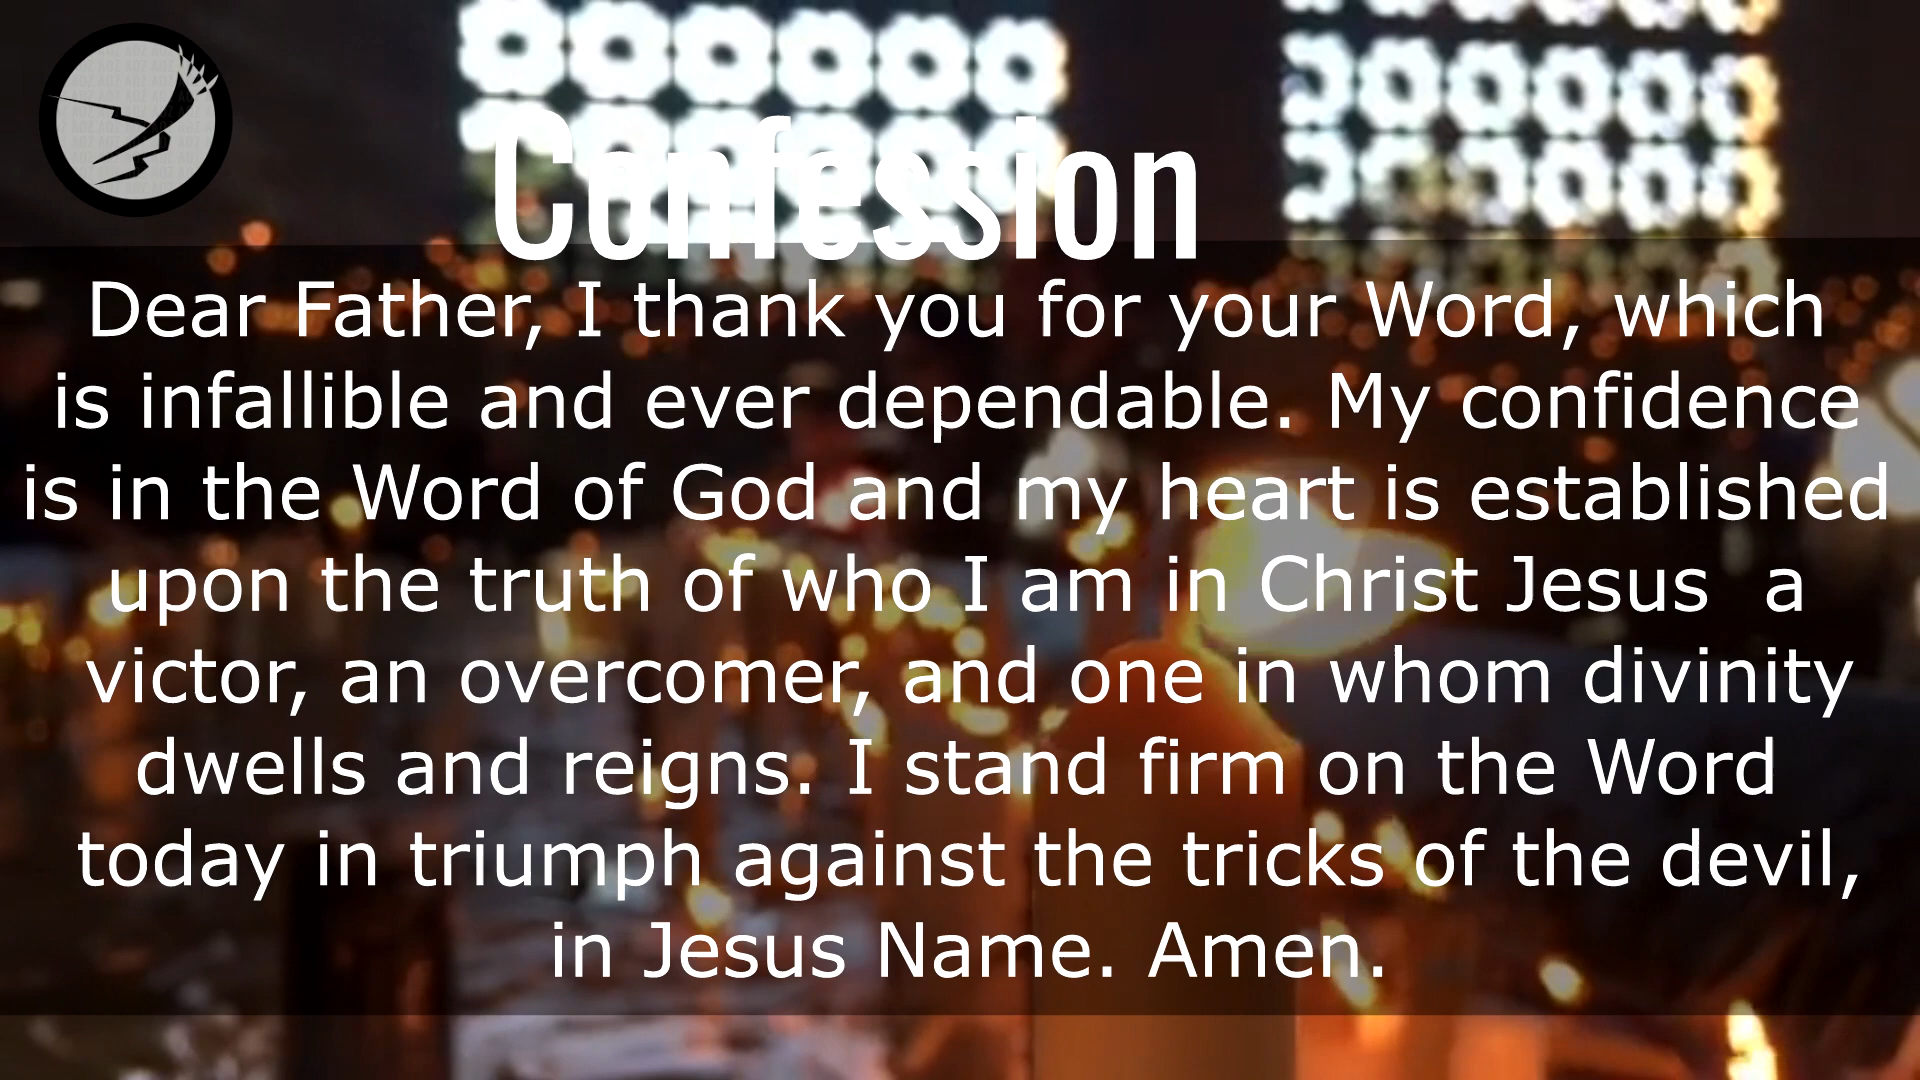 Confession
Dear Father, I thank you for your Word, which
is infallible and ever dependable. My confidence
is in the Word of God and my heart is established
upon the truth of who I am in Christ Jesus  a
victor, an overcomer, and one in whom divinity
dwells and reigns. I stand firm on the Word
today in triumph against the tricks of the devil,
in Jesus Name. Amen.